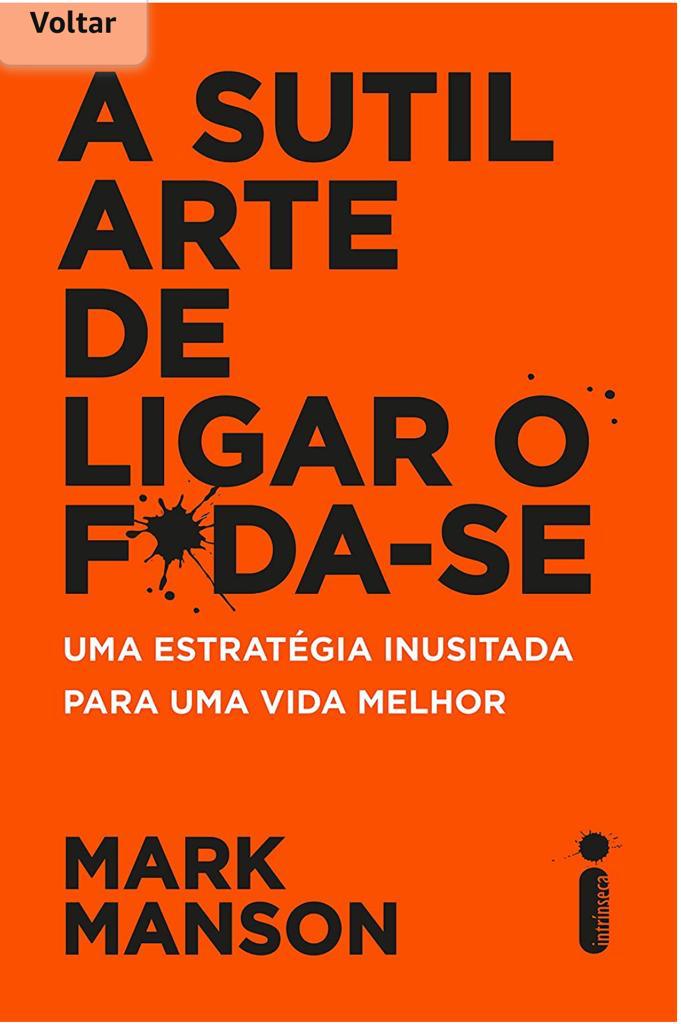 Voltar
A SUTIL
ARTE
DE
LIGAR O
F*DA-SE
UMA ESTRATÉGIA INUSITADA
PARA UMA VIDA MELHOR
MARK
MANSON
intrínseca